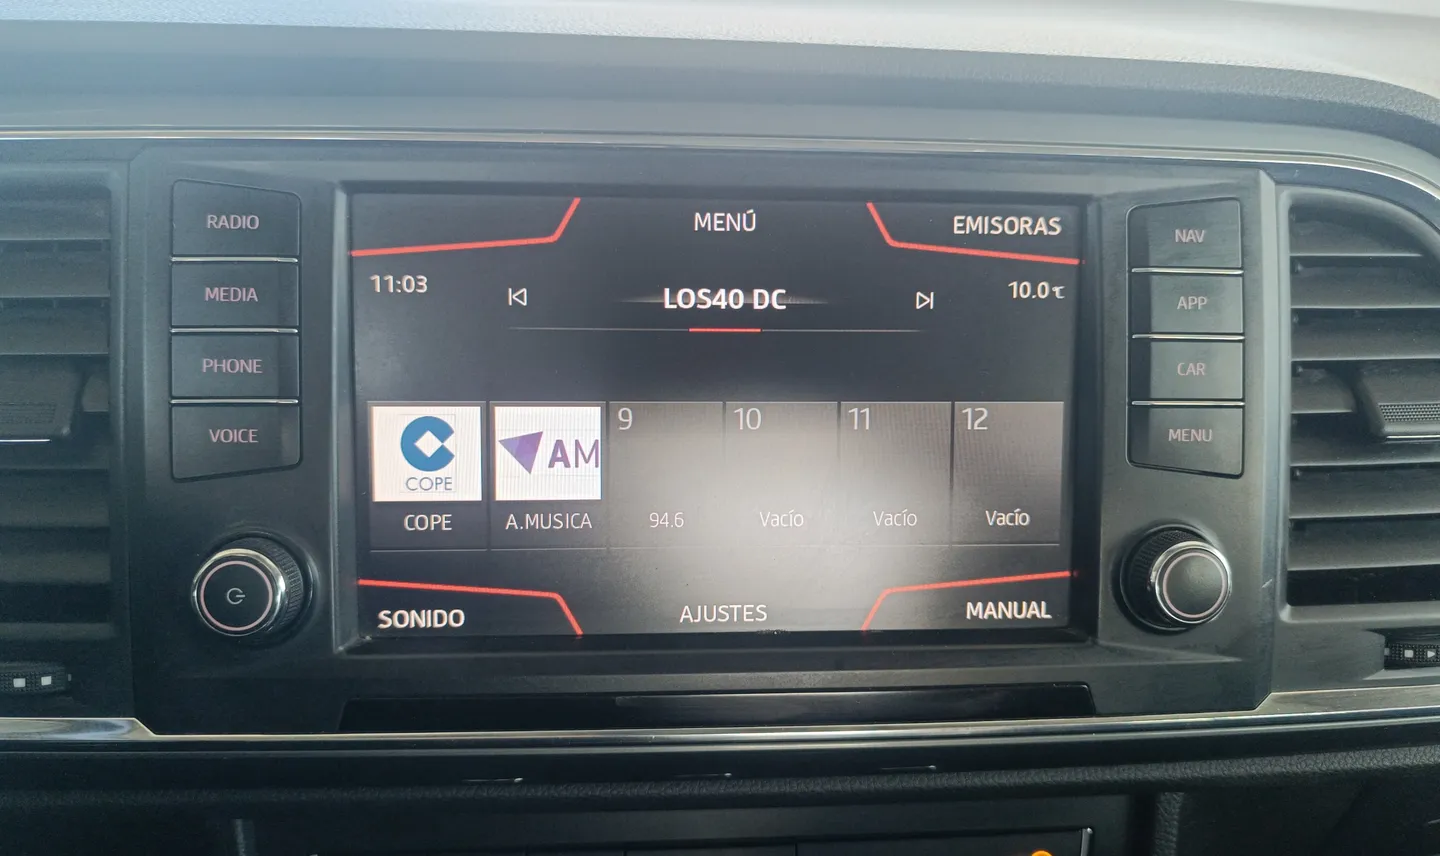 RADIO
MEDIA
PHONE
VOICE
MENÚ
EMISORAS
11:03
LOS40 DC
10.0℃
COPE
AM
9
10
11
12
COPE
A.MUSICA
94.6
Vacío
Vacío
Vacío
SONIDO
AJUSTES
MANUAL
NAV
APP
CAR
MENU